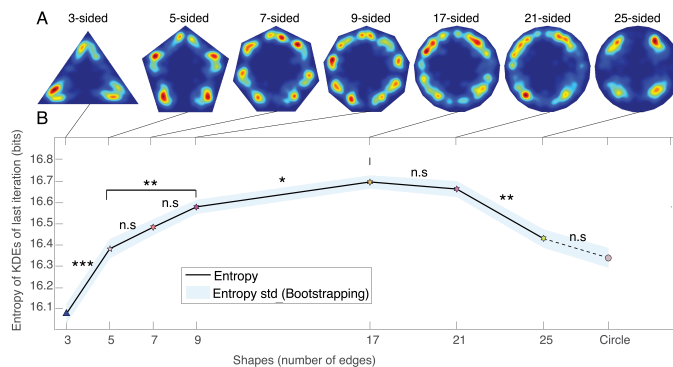 A
3-sided 5-sided 7-sided 9-sided 17-sided 21-sided 25-sided
B
Entropy of KDEs of last iteration (bits)
16.8
16.7
16.6
16.5
16.4
16.3
16.2
16.1
***
n.s
**
n.s
*
n.s
**
n.s
Entropy
Entropy std (Bootstrapping)
3 5 7 9 17 21 25 Circle
Shapes (number of edges)